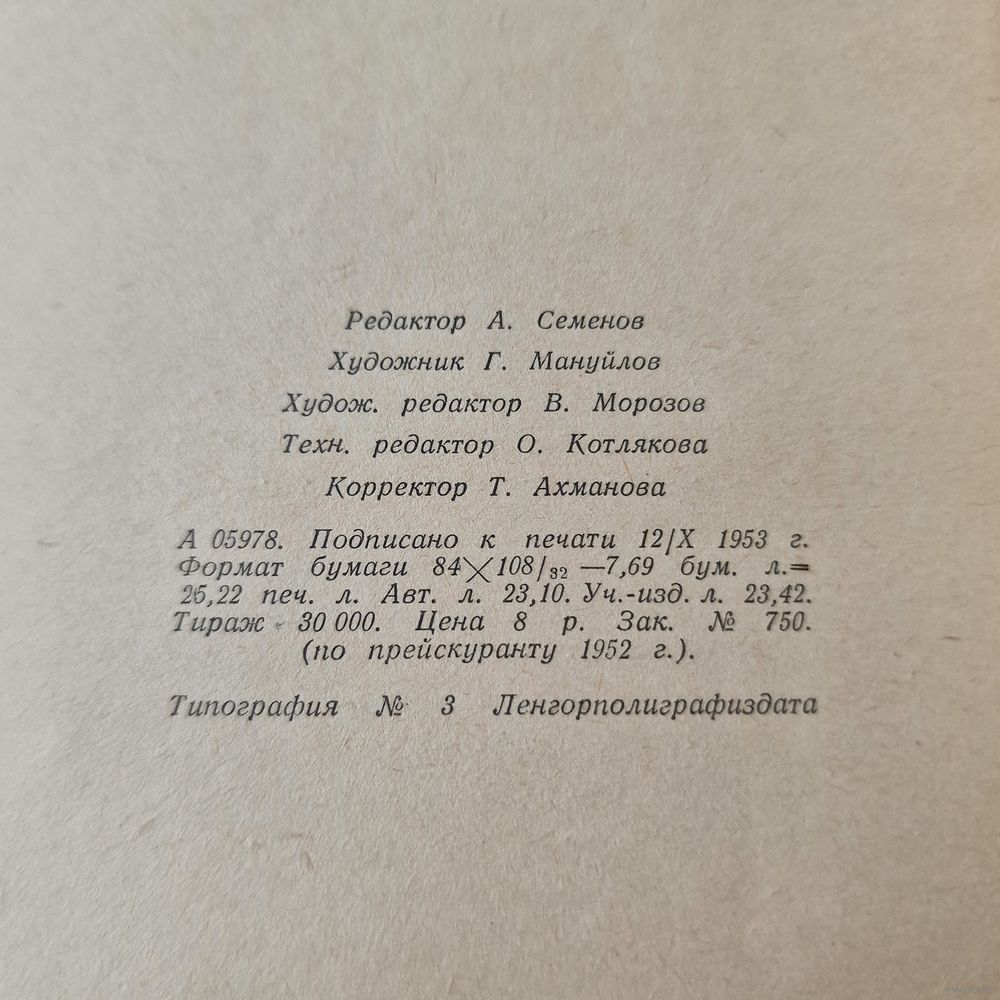 Редактор А. Семенов
Художник Г. Мануйлов
Худож. редактор В. Морозов
Техн. редактор О. Котлякова
Корректор Т. Ахманова
А 05978. Подписано к печати 12/X 1953 г.
Формат бумаги 84×108/32 —7,69 бум. л.=
25,22 печ. л. Авт. л. 23,10. Уч.-изд. л. 23,42.
Тираж 30 000. Цена 8 р. Зак. № 750.
(по прейскуранту 1952 г.).
Типография № 3 Ленгорполиграфиздата